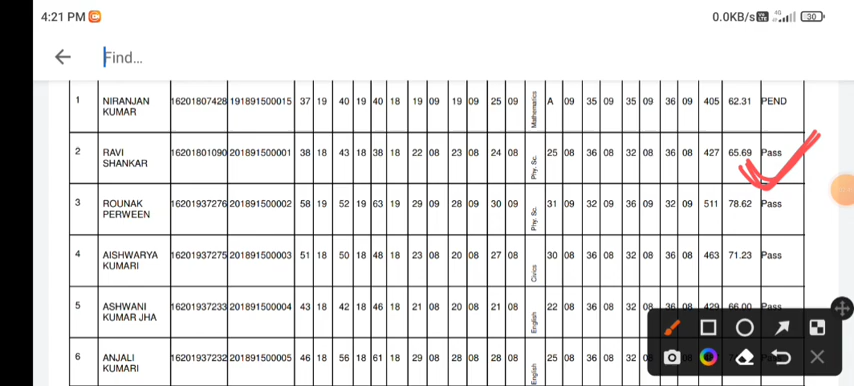 4:21 PM 0.0KB/s 4G 30
Find...
1 NIRANJAN KUMAR 16201807428 191891500015 37 19 40 19 40 18 19 09 19 09 25 09 Mathematics A 09 35 09 35 09 36 09 405 62.31 PEND
2 RAVI SHANKAR 16201801090 201891500001 38 18 43 18 38 18 22 08 23 08 24 08 Phy. Sc. 25 08 36 08 32 08 36 08 427 65.69 Pass
3 ROUNAK PERWEEN 16201937276 201891500002 58 19 52 19 63 19 29 09 28 09 30 09 Phy. Sc. 31 09 32 09 36 09 32 09 511 78.62 Pass
4 AISHWARYA KUMARI 16201937275 201891500003 51 18 50 18 48 18 23 08 20 08 27 08 Civics 30 08 36 08 32 08 36 08 463 71.23 Pass
5 ASHWANI KUMAR JHA 16201937233 201891500004 43 18 42 18 46 18 21 08 20 08 21 08 English 22 08 36 08 32 08 36 08 429 66.00 Pass
6 ANJALI KUMARI 16201937232 201891500005 46 18 56 18 61 18 29 08 28 08 28 08 English 25 08 36 08 32